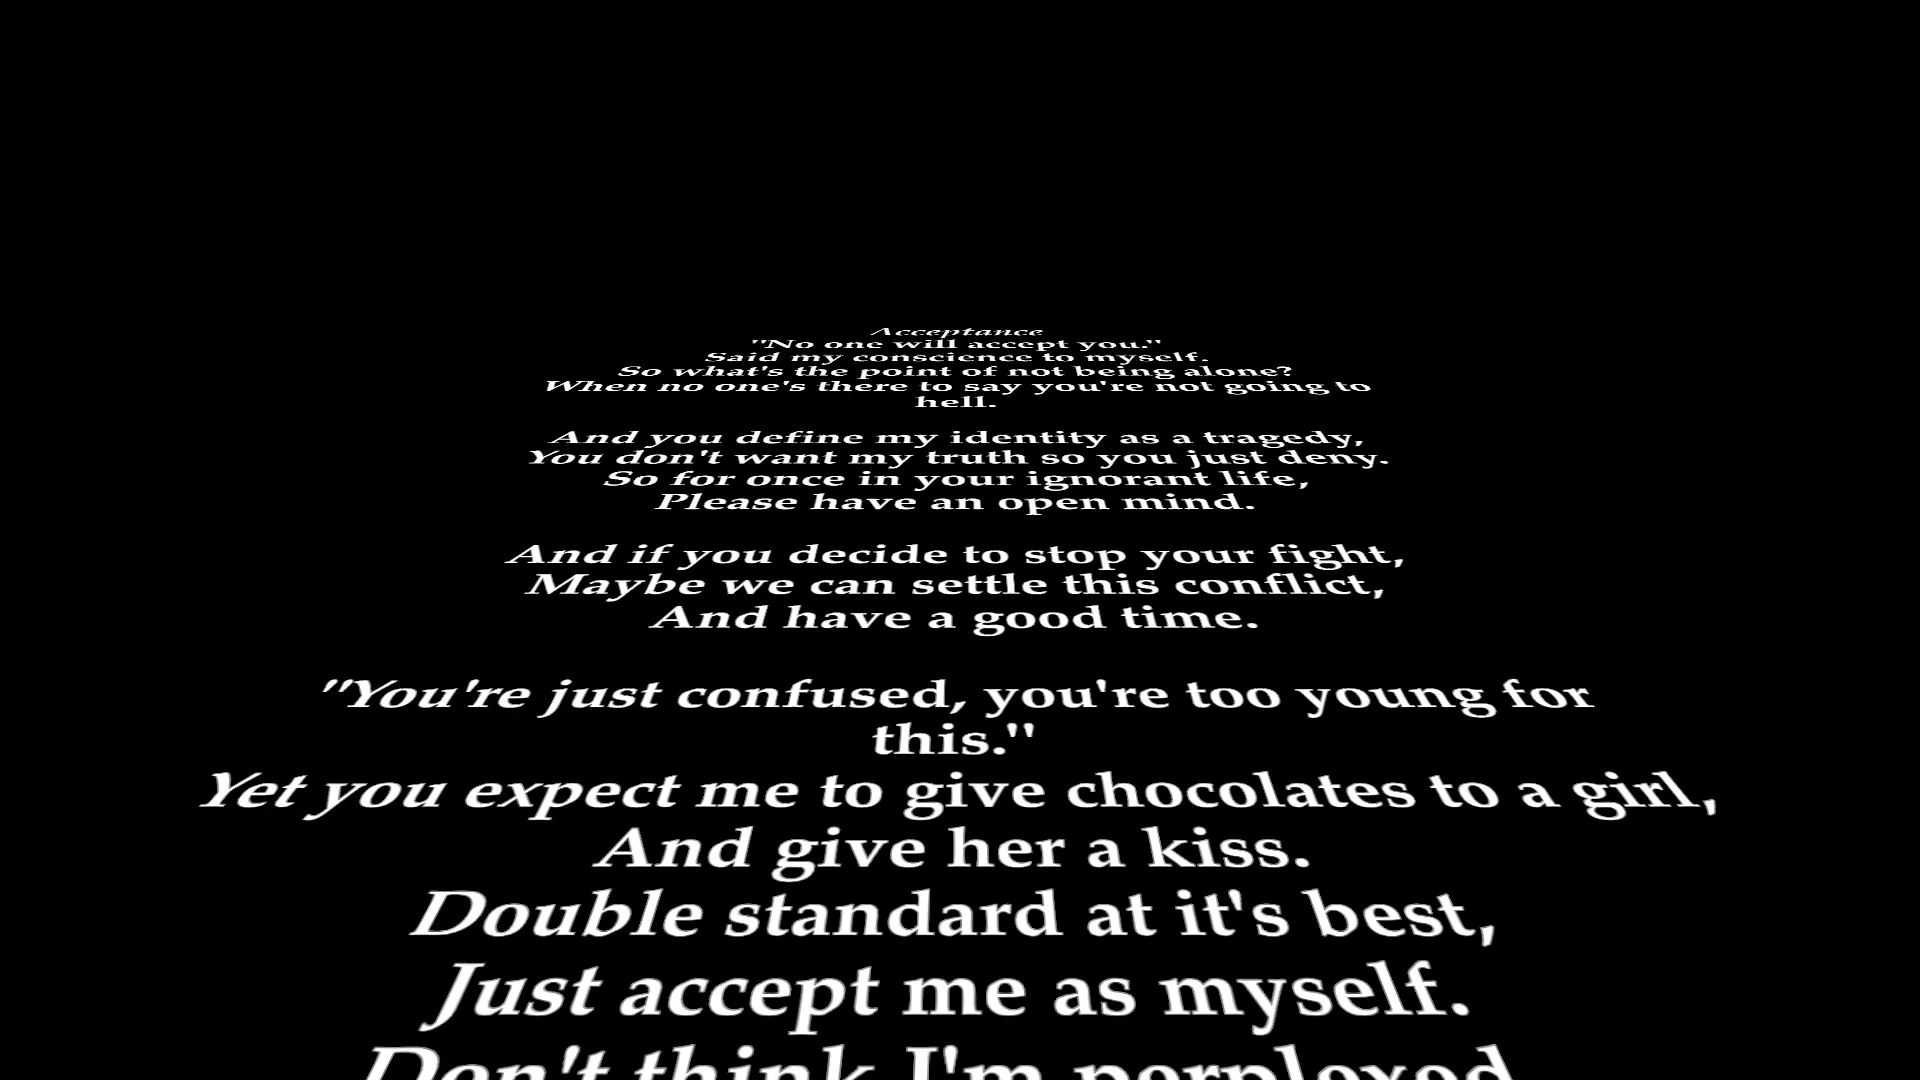 Acceptance
"No one will accept you."
Said my conscience to myself.
So what's the point of not being alone?
When no one's there to say you're not going to
hell.
And you define my identity as a tragedy,
You don't want my truth so you just deny.
So for once in your ignorant life,
Please have an open mind.
And if you decide to stop your fight,
Maybe we can settle this conflict,
And have a good time.
"You're just confused, you're too young for
this."
Yet you expect me to give chocolates to a girl,
And give her a kiss.
Double standard at it's best,
Just accept me as myself.
Don't think I'm perplexed